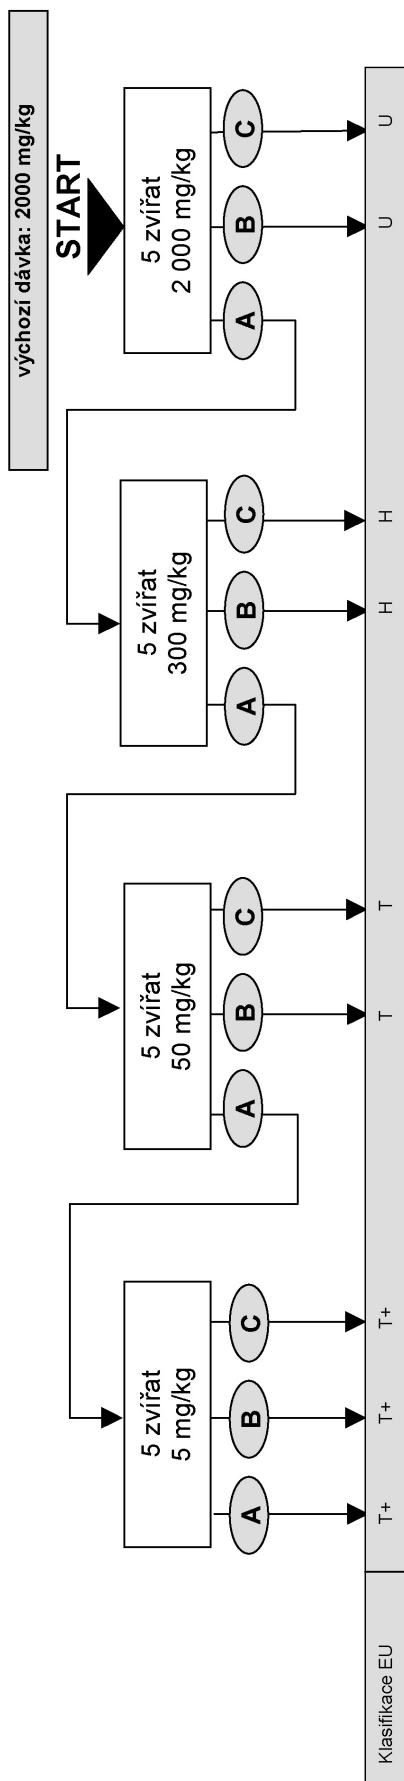 výchozí dávka: 2000 mg/kg
START
5 zvířat
5 mg/kg
5 zvířat
50 mg/kg
5 zvířat
300 mg/kg
5 zvířat
2 000 mg/kg
A B C A B C A B C A B C
Klasifikace EU T+ T+ T+ T T H H U U